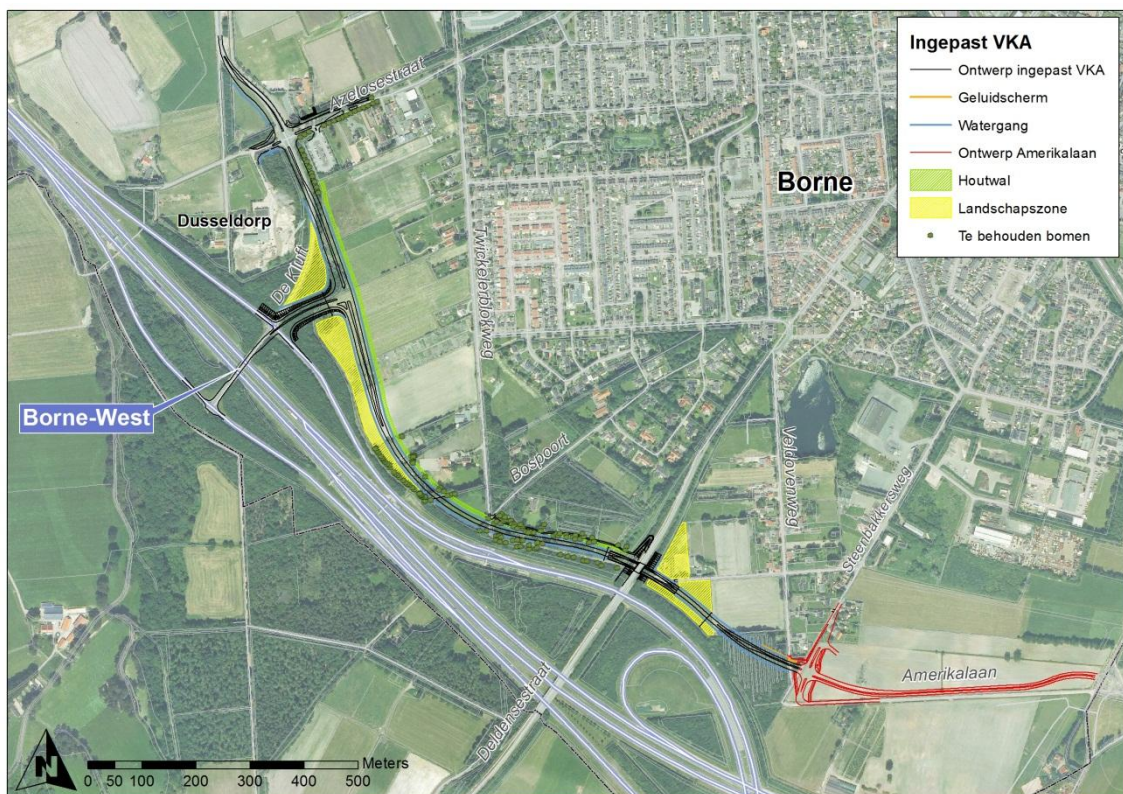 Ingepast VKA
Ontwerp ingepast VKA
Geluidscherm
Watergang
Ontwerp Amerikalaan
Houtwal
Landschapszone
Te behouden bomen
Azelosestraat
Borne
Dusseldorp
De Kluft
Twickelerblokweg
Borne-West
Bospoort
Veldovenweg
Steenbakkersweg
Amerikalaan
Deldensestraat
N
Meters
0 50 100 200 300 400 500